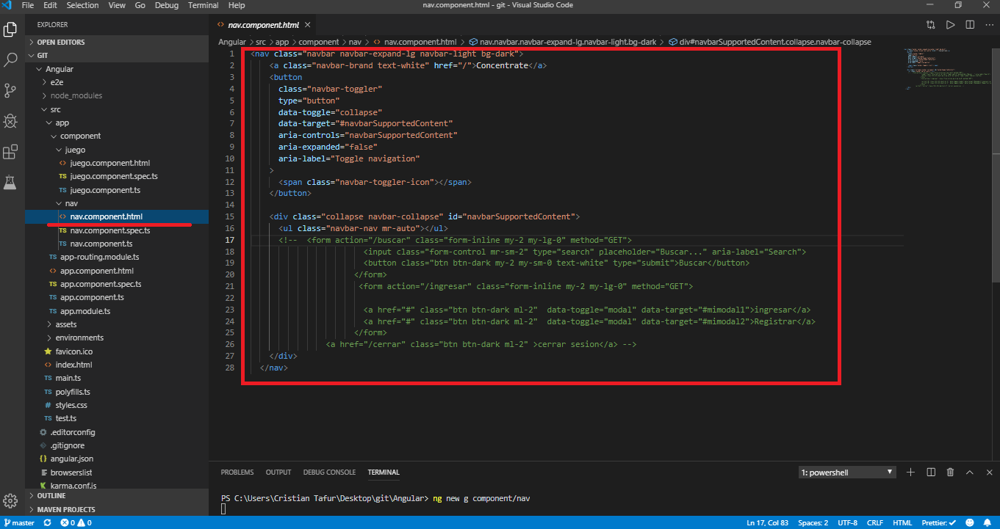 File Edit Selection View Go Debug Terminal Help
nav.component.html - git - Visual Studio Code
EXPLORER
OPEN EDITORS
GIT
Angular
e2e
node_modules
src
app
component
juego
juego.component.html
TS juego.component.spec.ts
TS juego.component.ts
nav
nav.component.html
TS nav.component.spec.ts
TS nav.component.ts
TS app-routing.module.ts
app.component.html
TS app.component.spec.ts
TS app.component.ts
TS app.module.ts
assets
environments
favicon.ico
index.html
TS main.ts
TS polyfills.ts
# styles.css
TS test.ts
.editorconfig
.gitignore
{} angular.json
browserslist
karma.conf.js
OUTLINE
MAVEN PROJECTS
nav.component.html
Angular > src > app > component > nav > nav.component.html > nav.navbar.navbar-expand-lg.navbar-light.bg-dark > div#navbarSupportedContent.collapse.navbar-collapse
1 <nav class="navbar navbar-expand-lg navbar-light bg-dark">
2 <a class="navbar-brand text-white" href="/">Concentrate</a>
3 <button
4 class="navbar-toggler"
5 type="button"
6 data-toggle="collapse"
7 data-target="#navbarSupportedContent"
8 aria-controls="navbarSupportedContent"
9 aria-expanded="false"
10 aria-label="Toggle navigation"
11 >
12 <span class="navbar-toggler-icon"></span>
13 </button>
14
15 <div class="collapse navbar-collapse" id="navbarSupportedContent">
16 <ul class="navbar-nav mr-auto"></ul>
17 <!-- <form action="/buscar" class="form-inline my-2 my-lg-0" method="GET">
18 <input class="form-control mr-sm-2" type="search" placeholder="Buscar..." aria-label="Search">
19 <button class="btn btn-dark my-2 my-sm-0 text-white" type="submit">Buscar</button>
20 </form>
21 <form action="/ingresar" class="form-inline my-2 my-lg-0" method="GET">
22
23 <a href="#" class="btn btn-dark ml-2"  data-toggle="modal" data-target="#mimodal1">ingresar</a>
24 <a href="#" class="btn btn-dark ml-2"  data-toggle="modal" data-target="#mimodal2">Registrar</a>
25 </form>
26 <a href="/cerrar" class="btn btn-dark ml-2" >cerrar sesion</a> -->
27 </div>
28 </nav>
PROBLEMS OUTPUT DEBUG CONSOLE TERMINAL
1: powershell
PS C:\Users\Cristian Tafur\Desktop\git\Angular> ng new g component/nav
master 0 0
Ln 17, Col 83 Spaces: 2 UTF-8 CRLF HTML Prettier: ✓